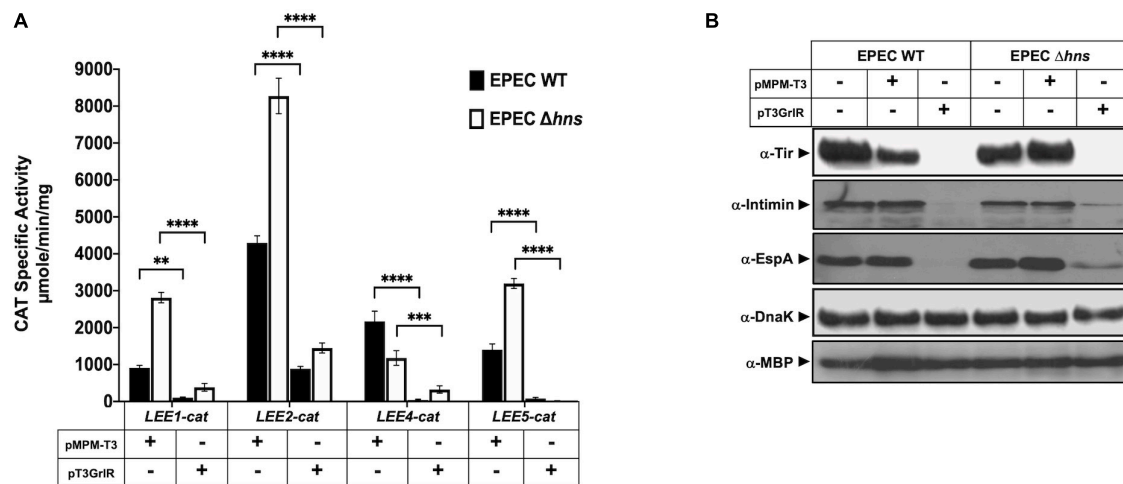 A
CAT Specific Activity
µmole/min/mg
9000
8000
7000
6000
5000
4000
3000
2000
1000
0
** **** **** **** **** *** **** ****
EPEC WT
EPEC Δhns
LEE1-cat LEE2-cat LEE4-cat LEE5-cat
pMPM-T3 + - + - + - + -
pT3GrlR - + - + - + - +
B
EPEC WT EPEC Δhns
pMPM-T3 - + - - + -
pT3GrlR - - + - - +
α-Tir
α-Intimin
α-EspA
α-DnaK
α-MBP